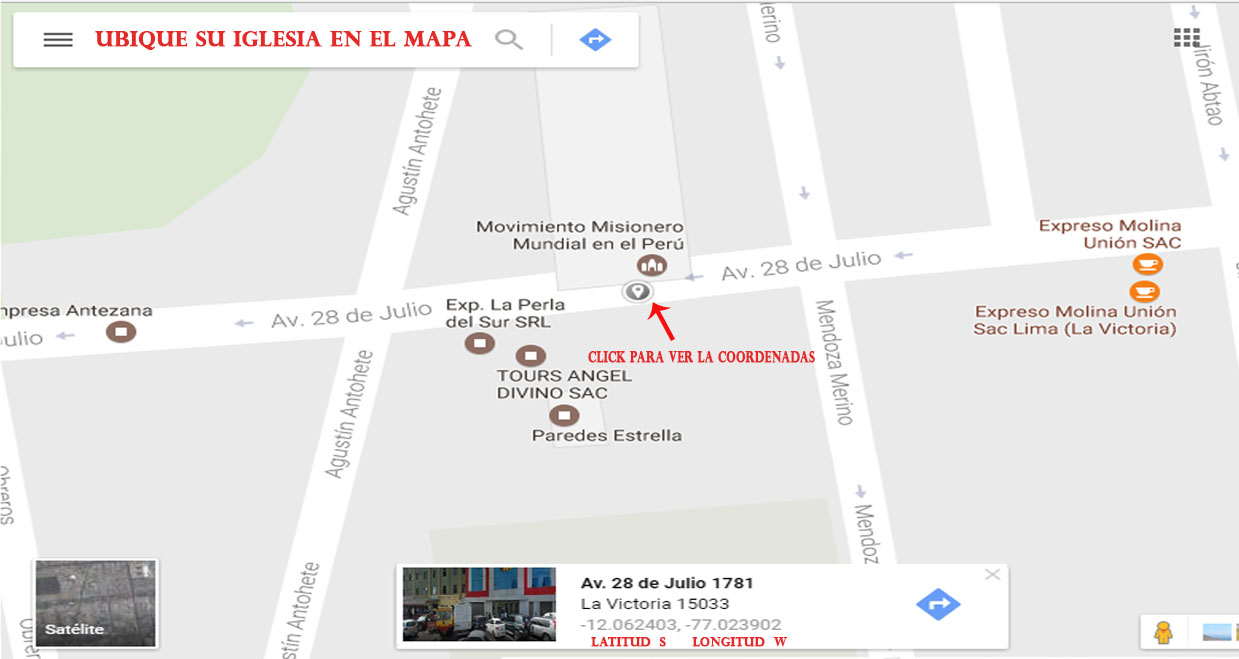 UBIQUE SU IGLESIA EN EL MAPA
Merino
Jirón Abtao
Agustín Antohete
Movimiento Misionero
Mundial en el Perú
Expreso Molina
Unión SAC
Av. 28 de Julio
Expreso Molina Unión
Sac Lima (La Victoria)
Antezana
Exp. La Perla
del Sur SRL
Av. 28 de Julio
CLICK PARA VER LA COORDENADAS
TOURS ANGEL
DIVINO SAC
Mendoza Merino
Agustín Antohete
Paredes Estrella
Obreros
Mendoz
Antohete
Av. 28 de Julio 1781
La Victoria 15033
-12.062403, -77.023902
LATITUD S LONGITUD W
Satélite